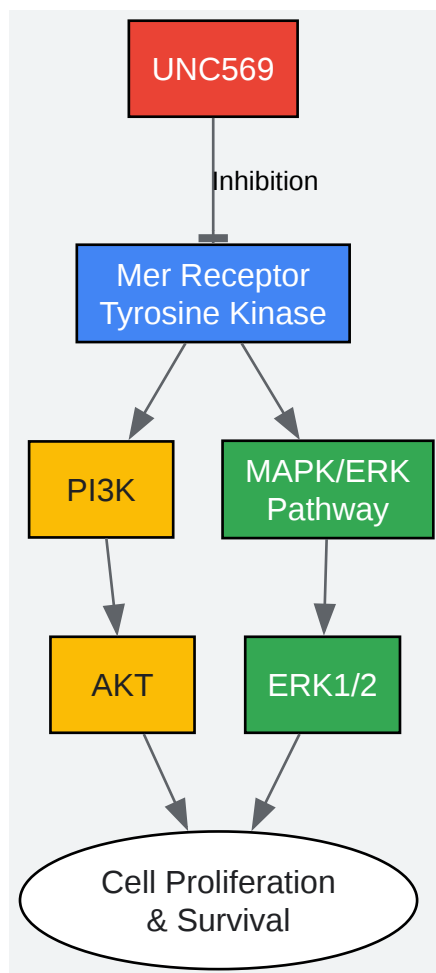 UNC569
Inhibition
Mer Receptor
Tyrosine Kinase
PI3K
MAPK/ERK
Pathway
AKT
ERK1/2
Cell Proliferation
& Survival